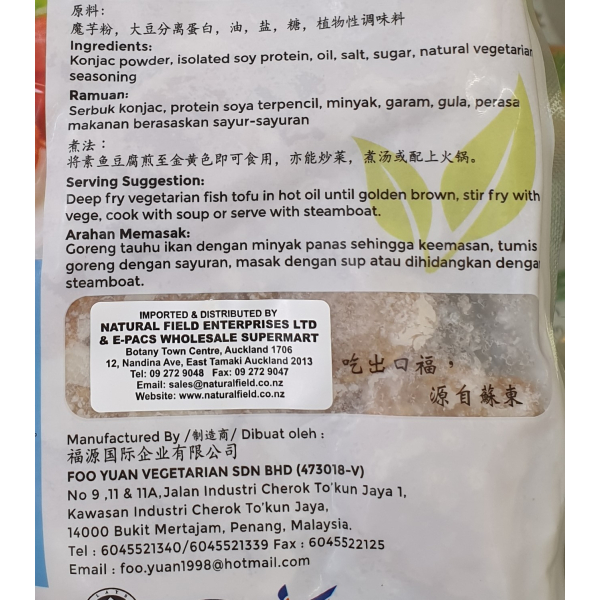 原料:
魔芋粉，大豆分离蛋白，油，盐，糖，植物性调味料
Ingredients:
Konjac powder, isolated soy protein, oil, salt, sugar, natural vegetarian
seasoning
Ramuan:
Serbuk konjac, protein soya terpencil, minyak, garam, gula, perasa
makanan berasaskan sayur-sayuran
煮法:
将素鱼豆腐煎至金黄色即可食用，亦能炒菜，煮汤或配上火锅。
Serving Suggestion:
Deep fry vegetarian fish tofu in hot oil until golden brown, stir fry with
vege, cook with soup or serve with steamboat.
Arahan Memasak:
Goreng tauhu ikan dengan minyak panas sehingga keemasan, tumis
goreng dengan sayuran, masak dengan sup atau dihidangkan denga
steamboat.
IMPORTED & DISTRIBUTED BY
NATURAL FIELD ENTERPRISES LTD
& E-PACS WHOLESALE SUPERMART
Botany Town Centre, Auckland 1706
12, Nandina Ave, East Tamaki Auckland 2013
Tel: 09 272 9048 Fax: 09 272 9047
Email: sales@naturalfield.co.nz
Website: www.naturalfield.co.nz
吃出口福，
源自蘇東
Manufactured By /制造商/ Dibuat oleh :
福源国际企业有限公司
FOO YUAN VEGETARIAN SDN BHD (473018-V)
No 9 ,11 & 11A,Jalan Industri Cherok To'kun Jaya 1,
Kawasan Industri Cherok To'kun Jaya,
14000 Bukit Mertajam, Penang, Malaysia.
Tel : 6045521340/6045521339 Fax : 6045522125
Email : foo.yuan1998@hotmail.com